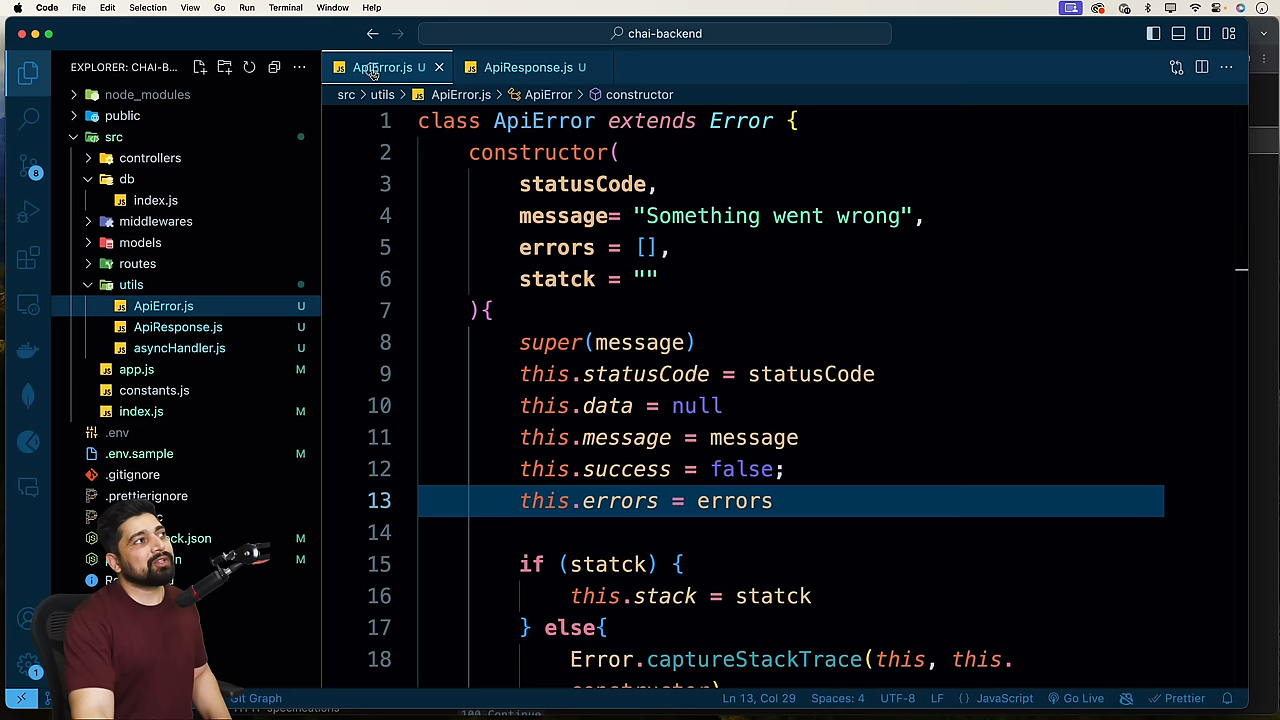 Code File Edit Selection View Go Run Terminal Window Help
chai-backend
EXPLORER: CHAI-B...
ApiError.js U
ApiResponse.js U
src > utils > ApiError.js > ApiError > constructor
node_modules
public
src
controllers
db
index.js
middlewares
models
routes
utils
ApiError.js U
ApiResponse.js U
asyncHandler.js U
app.js M
constants.js
index.js M
.env
.env.sample M
.gitignore
.prettierignore
M
M
8
1
1 class ApiError extends Error {
2 constructor(
3 statusCode,
4 message= "Something went wrong",
5 errors = [],
6 statck = ""
7 ){
8 super(message)
9 this.statusCode = statusCode
10 this.data = null
11 this.message = message
12 this.success = false;
13 this.errors = errors
14
15 if (statck) {
16 this.stack = statck
17 } else{
18 Error.captureStackTrace(this, this.
constructor)
Git Graph
Ln 13, Col 29 Spaces: 4 UTF-8 LF {} JavaScript Go Live Prettier
100 Continue